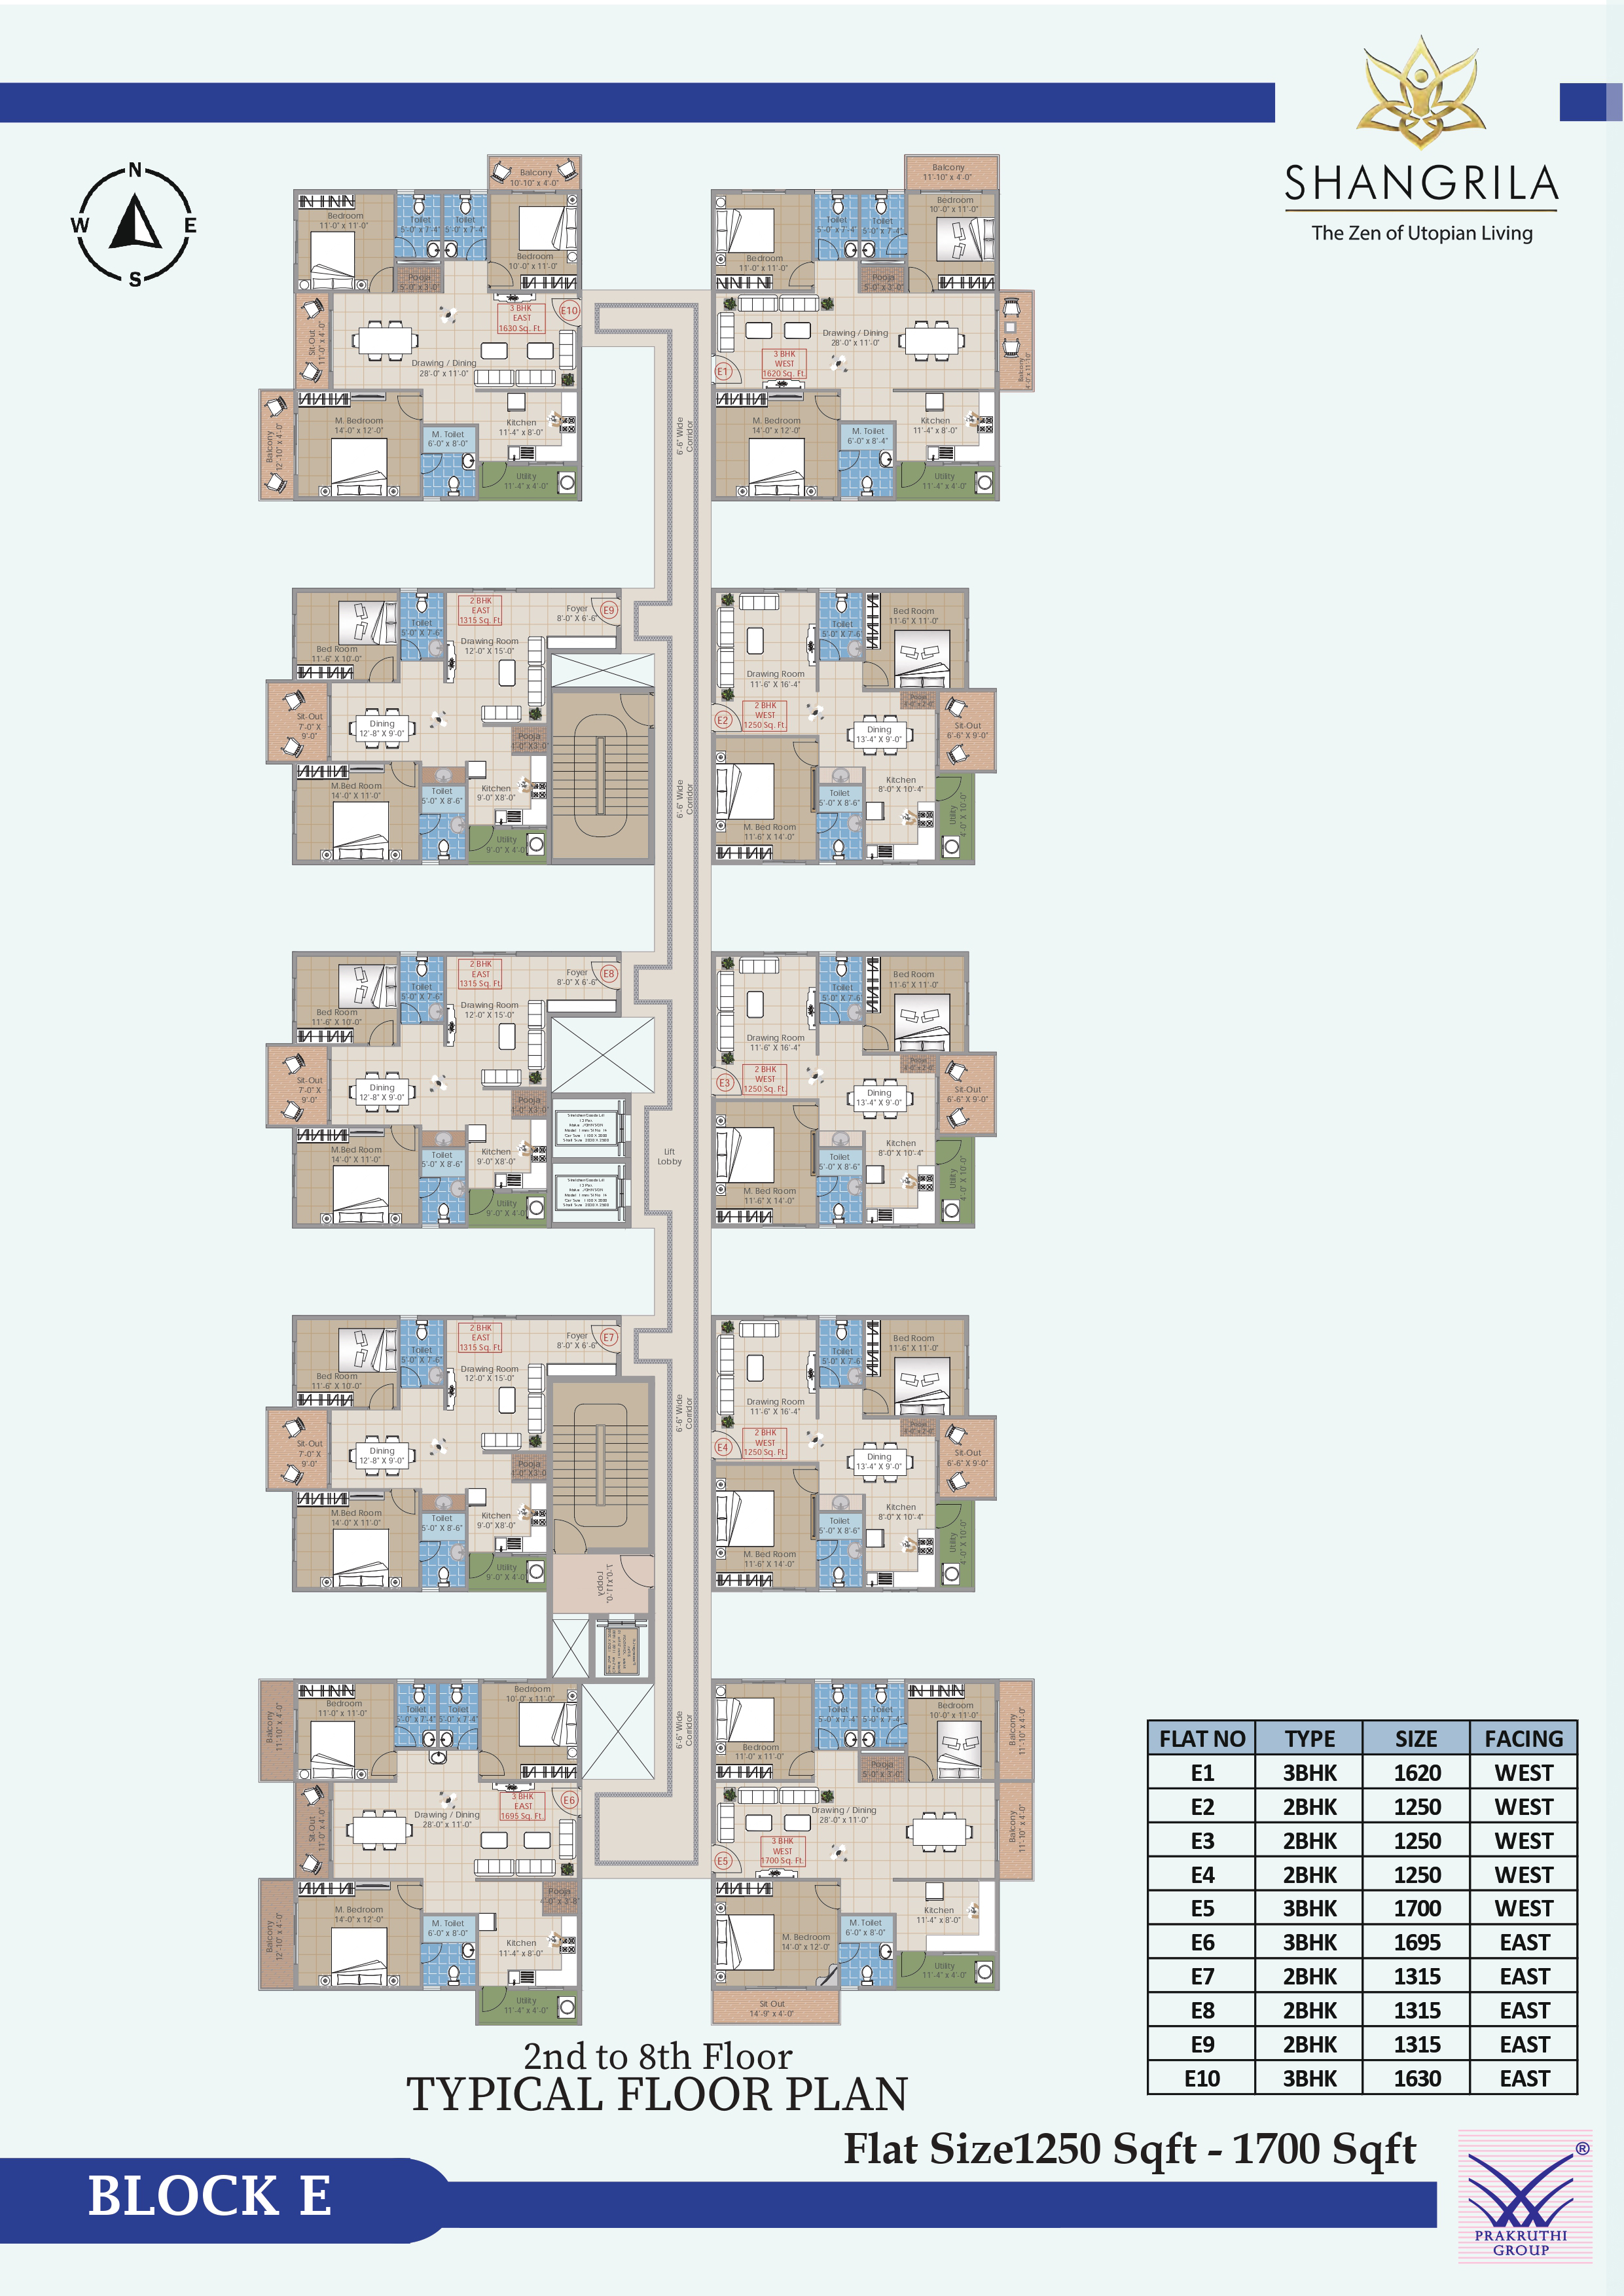 SHANGRILA
The Zen of Utopian Living
N
W
E
S
Balcony
10'-10" x 4'-0"
Bedroom
11'-0" x 11'-0"
Toilet
5'-0" x 7'-4"
Toilet
5'-0" x 7'-4"
Bedroom
10'-0" x 11'-0"
Pooja
5'-0" x 3'-0"
3 BHK
EAST
1630 Sq. Ft.
E10
Sit-Out
11'-0" x 4'-0"
Drawing / Dining
28'-0" x 11'-0"
Balcony
12'-10" x 4'-0"
M. Bedroom
14'-0" x 12'-0"
M. Toilet
6'-0" x 8'-0"
Kitchen
11'-4" x 8'-0"
Utility
11'-4" x 4'-0"
Balcony
11'-10" x 4'-0"
Bedroom
11'-0" x 11'-0"
Toilet
5'-0" x 7'-4"
Toilet
5'-0" x 7'-4"
Bedroom
10'-0" x 11'-0"
Pooja
5'-0" x 3'-0"
Drawing / Dining
28'-0" x 11'-0"
3 BHK
WEST
1620 Sq. Ft.
E1
Balcony
4'-0" x 11'-10"
M. Bedroom
14'-0" x 12'-0"
M. Toilet
6'-0" x 8'-4"
Kitchen
11'-4" x 8'-0"
Utility
11'-4" x 4'-0"
6'-6" Wide
Corridor
2 BHK
EAST
1315 Sq. Ft.
Foyer
8'-0" X 6'-6"
E9
Toilet
5'-0" X 7'-6"
Drawing Room
12'-0" X 15'-0"
Bed Room
11'-6" X 10'-0"
Sit-Out
7'-0" X
9'-0"
Dining
12'-8" X 9'-0"
Pooja
4'-0" X3'-0"
M.Bed Room
14'-0" X 11'-0"
Toilet
5'-0" X 8'-6"
Kitchen
9'-0" X8'-0"
Utility
9'-0" X 4'-0"
Toilet
5'-0" X 7'-6"
Bed Room
11'-6" X 11'-0"
Drawing Room
11'-6" X 16'-4"
Pooja
4'-0" x 2'-6"
2 BHK
WEST
1250 Sq. Ft.
E2
Dining
13'-4" X 9'-0"
Sit-Out
6'-6" X 9'-0"
Toilet
5'-0" X 8'-6"
Kitchen
8'-0" X 10'-4"
Utility
4'-0" X 10'-0"
M. Bed Room
11'-6" X 14'-0"
6'-6" Wide
Corridor
2 BHK
EAST
1315 Sq. Ft.
Foyer
8'-0" X 6'-6"
E8
Toilet
5'-0" X 7'-6"
Drawing Room
12'-0" X 15'-0"
Bed Room
11'-6" X 10'-0"
Sit-Out
7'-0" X
9'-0"
Dining
12'-8" X 9'-0"
Pooja
4'-0" X3'-0"
M.Bed Room
14'-0" X 11'-0"
Toilet
5'-0" X 8'-6"
Kitchen
9'-0" X8'-0"
Utility
9'-0" X 4'-0"
Lift
Lobby
Toilet
5'-0" X 7'-6"
Bed Room
11'-6" X 11'-0"
Drawing Room
11'-6" X 16'-4"
Pooja
4'-0" x 2'-6"
2 BHK
WEST
1250 Sq. Ft.
E3
Dining
13'-4" X 9'-0"
Sit-Out
6'-6" X 9'-0"
Toilet
5'-0" X 8'-6"
Kitchen
8'-0" X 10'-4"
Utility
4'-0" X 10'-0"
M. Bed Room
11'-6" X 14'-0"
2 BHK
EAST
1315 Sq. Ft.
Foyer
8'-0" X 6'-6"
E7
Toilet
5'-0" X 7'-6"
Drawing Room
12'-0" X 15'-0"
Bed Room
11'-6" X 10'-0"
Sit-Out
7'-0" X
9'-0"
Dining
12'-8" X 9'-0"
Pooja
4'-0" X3'-0"
M.Bed Room
14'-0" X 11'-0"
Toilet
5'-0" X 8'-6"
Kitchen
9'-0" X8'-0"
Utility
9'-0" X 4'-0"
Lobby
6'-6" Wide
Corridor
Toilet
5'-0" X 7'-6"
Bed Room
11'-6" X 11'-0"
Drawing Room
11'-6" X 16'-4"
Pooja
4'-0" x 2'-6"
2 BHK
WEST
1250 Sq. Ft.
E4
Dining
13'-4" X 9'-0"
Sit-Out
6'-6" X 9'-0"
Toilet
5'-0" X 8'-6"
Kitchen
8'-0" X 10'-4"
Utility
4'-0" X 10'-0"
M. Bed Room
11'-6" X 14'-0"
Balcony
11'-10" x 4'-0"
Bedroom
11'-0" x 11'-0"
Toilet
5'-0" x 7'-4"
Toilet
5'-0" x 7'-4"
Bedroom
10'-0" x 11'-0"
3 BHK
EAST
1695 Sq. Ft.
E6
Sit-Out
11'-0" x 4'-0"
Drawing / Dining
28'-0" x 11'-0"
Balcony
12'-10" x 4'-0"
M. Bedroom
14'-0" x 12'-0"
Pooja
4'-0" x 3'-8"
M. Toilet
6'-0" x 8'-0"
Kitchen
11'-4" x 8'-0"
Utility
11'-4" x 4'-0"
6'-6" Wide
Corridor
Bedroom
11'-0" x 11'-0"
Toilet
5'-0" x 7'-4"
Toilet
5'-0" x 7'-4"
Bedroom
10'-0" x 11'-0"
Balcony
11'-10" x 4'-0"
Pooja
5'-0" x 3'-0"
Drawing / Dining
28'-0" x 11'-0"
3 BHK
WEST
1700 Sq. Ft.
E5
Balcony
11'-10" x 4'-0"
M. Bedroom
14'-0" x 12'-0"
M. Toilet
6'-0" x 8'-0"
Kitchen
11'-4" x 8'-0"
Utility
11'-4" x 4'-0"
Sit Out
14'-9" x 4'-0"
FLAT NO TYPE SIZE FACING
E1 3BHK 1620 WEST
E2 2BHK 1250 WEST
E3 2BHK 1250 WEST
E4 2BHK 1250 WEST
E5 3BHK 1700 WEST
E6 3BHK 1695 EAST
E7 2BHK 1315 EAST
E8 2BHK 1315 EAST
E9 2BHK 1315 EAST
E10 3BHK 1630 EAST
2nd to 8th Floor
TYPICAL FLOOR PLAN
Flat Size1250 Sqft - 1700 Sqft
BLOCK E
®
PRAKRUTHI
GROUP